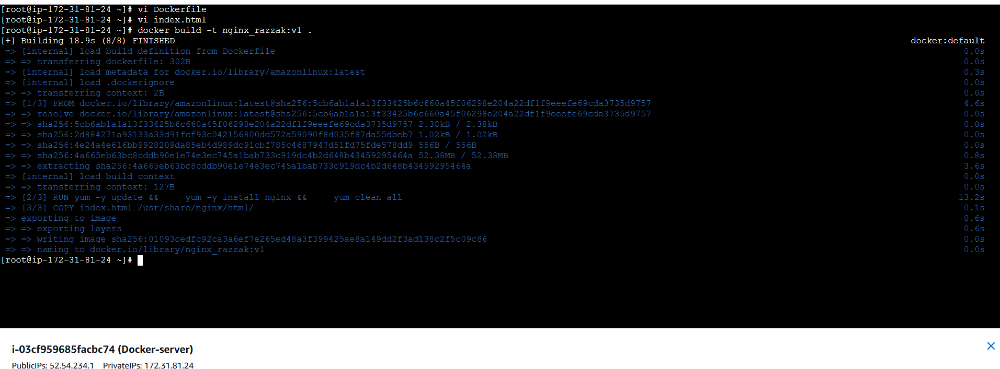 [root@ip-172-31-81-24 ~]# vi Dockerfile
[root@ip-172-31-81-24 ~]# vi index.html
[root@ip-172-31-81-24 ~]# docker build -t nginx_razzak:v1 .
[+] Building 18.9s (8/8) FINISHED docker:default
=> [internal] load build definition from Dockerfile 0.0s
=> => transferring dockerfile: 302B 0.0s
=> [internal] load metadata for docker.io/library/amazonlinux:latest 0.3s
=> [internal] load .dockerignore 0.0s
=> => transferring context: 2B 0.0s
=> [1/3] FROM docker.io/library/amazonlinux:latest@sha256:5cb6ab1a1a13f33425b6c660a45f06298e204a22df1f9eeefe69cda3735d9757 4.6s
=> => resolve docker.io/library/amazonlinux:latest@sha256:5cb6ab1a1a13f33425b6c660a45f06298e204a22df1f9eeefe69cda3735d9757 0.0s
=> => sha256:5cb6ab1a1a13f33425b6c660a45f06298e204a22df1f9eeefe69cda3735d9757 2.38kB / 2.38kB 0.0s
=> => sha256:2d884271a93133a33d91fcf93c042156800dd572a59090f8d035f87da55dbeb7 1.02kB / 1.02kB 0.0s
=> => sha256:4e24a4e616bb9928209da85eb4d989dc91cbf785c4687947d51fd75fde578dd9 556B / 556B 0.0s
=> => sha256:4a665eb63bc8cddb90e1e74e3ec745a1bab733c919dc4b2d648b43459295464a 52.38MB / 52.38MB 0.8s
=> => extracting sha256:4a665eb63bc8cddb90e1e74e3ec745a1bab733c919dc4b2d648b43459295464a 3.6s
=> [internal] load build context 0.0s
=> => transferring context: 127B 0.0s
=> [2/3] RUN yum -y update &&     yum -y install nginx &&     yum clean all 13.2s
=> [3/3] COPY index.html /usr/share/nginx/html/ 0.1s
=> exporting to image 0.6s
=> => exporting layers 0.6s
=> => writing image sha256:01093cedfc92ca3a6ef7e265ed48a3f399425ae8a149dd2f3ad138c2f5c09c86 0.0s
=> => naming to docker.io/library/nginx_razzak:v1 0.0s
[root@ip-172-31-81-24 ~]#
i-03cf959685facbc74 (Docker-server)
PublicIPs: 52.54.234.1 PrivateIPs: 172.31.81.24